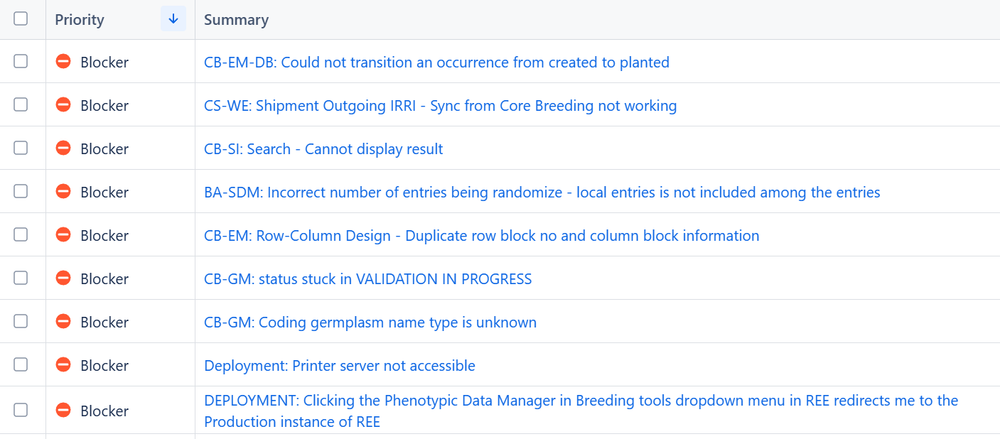 Priority Summary
Blocker CB-EM-DB: Could not transition an occurrence from created to planted
Blocker CS-WE: Shipment Outgoing IRRI - Sync from Core Breeding not working
Blocker CB-SI: Search - Cannot display result
Blocker BA-SDM: Incorrect number of entries being randomize - local entries is not included among the entries
Blocker CB-EM: Row-Column Design - Duplicate row block no and column block information
Blocker CB-GM: status stuck in VALIDATION IN PROGRESS
Blocker CB-GM: Coding germplasm name type is unknown
Blocker Deployment: Printer server not accessible
Blocker DEPLOYMENT: Clicking the Phenotypic Data Manager in Breeding tools dropdown menu in REE redirects me to the
Production instance of REE